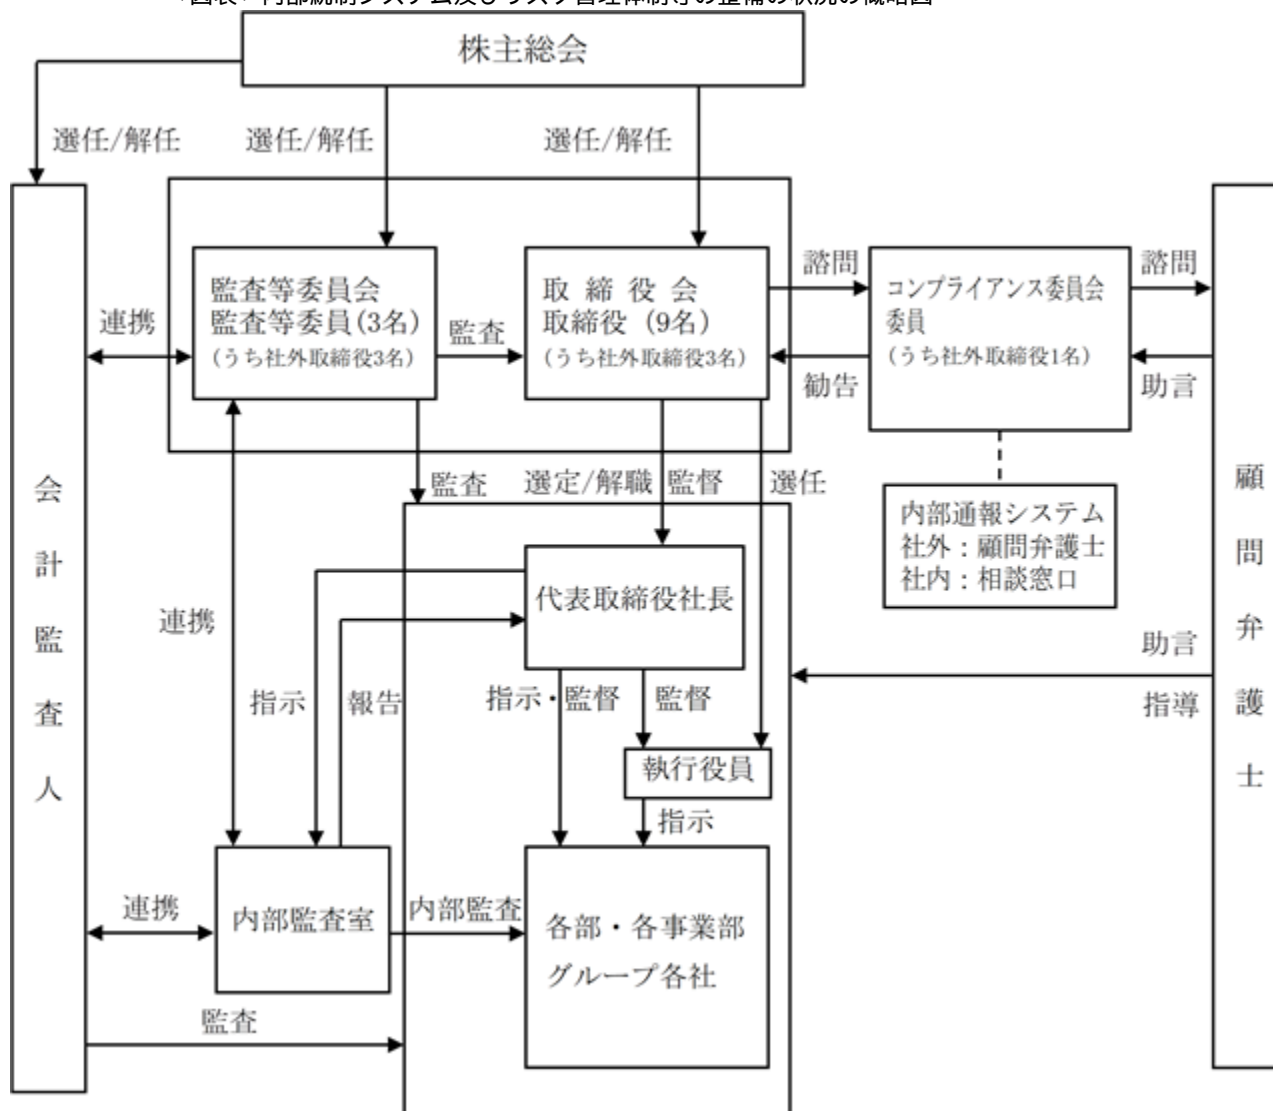 株主総会
選任/解任
選任/解任
選任/解任
監査等委員会
監査等委員(3名)
(うち社外取締役3名)
取締役会
取締役(9名)
(うち社外取締役3名)
コンプライアンス委員会
委員
(うち社外取締役1名)
諮問
諮問
連携
監査
勧告
助言
監査
選定/解職
監督
選任
内部通報システム
社外:顧問弁護士
社内:相談窓口
会計監査人
顧問弁護士
代表取締役社長
連携
指示
報告
指示・監督
監督
助言
指導
執行役員
指示
連携
内部監査室
内部監査
各部・各事業部
グループ各社
監査